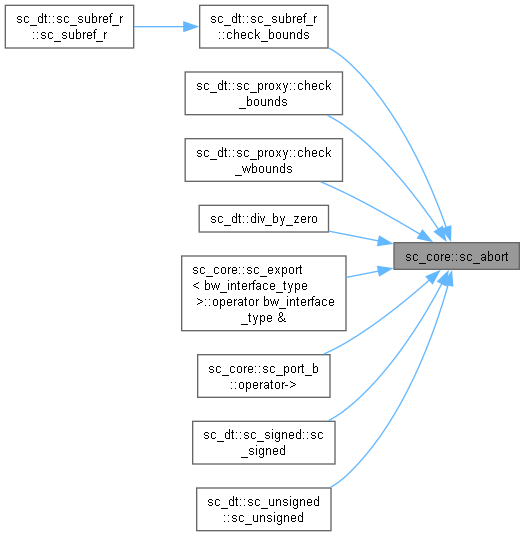 sc_dt::sc_subref_r
::sc_subref_r
sc_dt::sc_subref_r
::check_bounds
sc_dt::sc_proxy::check
_bounds
sc_dt::sc_proxy::check
_wbounds
sc_dt::div_by_zero
sc_core::sc_abort
sc_core::sc_export
< bw_interface_type
>::operator bw_interface
_type &
sc_core::sc_port_b
::operator->
sc_dt::sc_signed::sc
_signed
sc_dt::sc_unsigned
::sc_unsigned